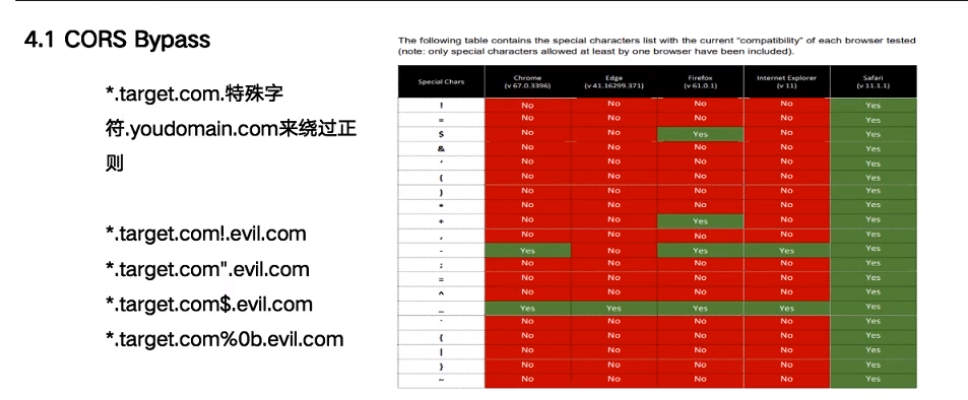 4.1 CORS Bypass
*.target.com.特殊字
符.youdomain.com来绕过正
则
*.target.com!.evil.com
*.target.com".evil.com
*.target.com$.evil.com
*.target.com%0b.evil.com
The following table contains the special characters list with the current "compatibility" of each browser tested
(note: only special characters allowed at least by one browser have been included).
Special Chars Chrome (v 67.0.3396) Edge (v 41.16299.371) Firefox (v 61.0.1) Internet Explorer (v 11) Safari (v 11.1.1)
! No No No No Yes
= No No No No Yes
$ No No Yes No Yes
& No No No No Yes
' No No No No Yes
( No No No No Yes
) No No No No Yes
* No No No No Yes
+ No No Yes No Yes
, No No No No Yes
- Yes No Yes Yes Yes
; No No No No Yes
= No No No No Yes
^ No No No No Yes
_ Yes Yes Yes Yes Yes
` No No No No Yes
{ No No No No Yes
| No No No No Yes
} No No No No Yes
~ No No No No Yes